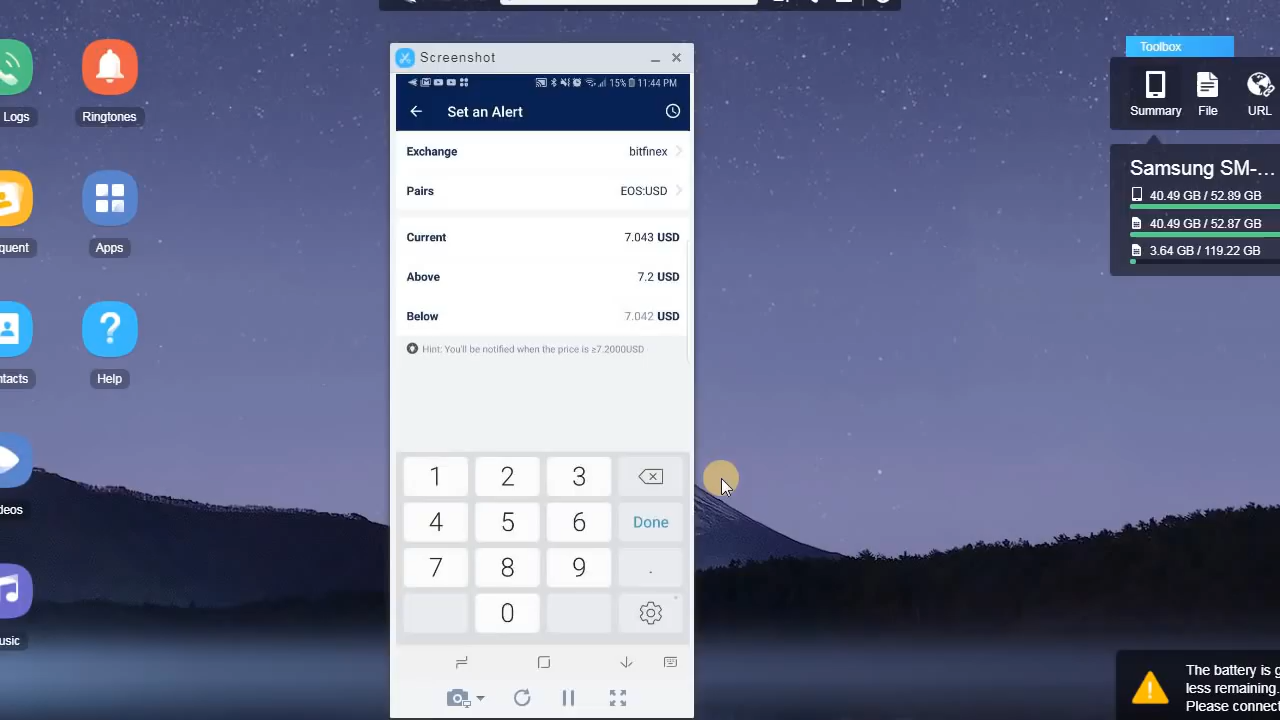 Screenshot
15% 11:44 PM
Set an Alert
Exchange bitfinex
Pairs EOS:USD
Current 7.043 USD
Above 7.2 USD
Below 7.042 USD
Hint: You'll be notified when the price is ≥7.2000USD
1 2 3
4 5 6 Done
7 8 9 .
0
Logs
Ringtones
quent
Apps
ntacts
Help
deos
usic
Toolbox
Summary File URL
Samsung SM-...
40.49 GB / 52.89 GB
40.49 GB / 52.87 GB
3.64 GB / 119.22 GB
The battery is g
less remaining.
Please connect